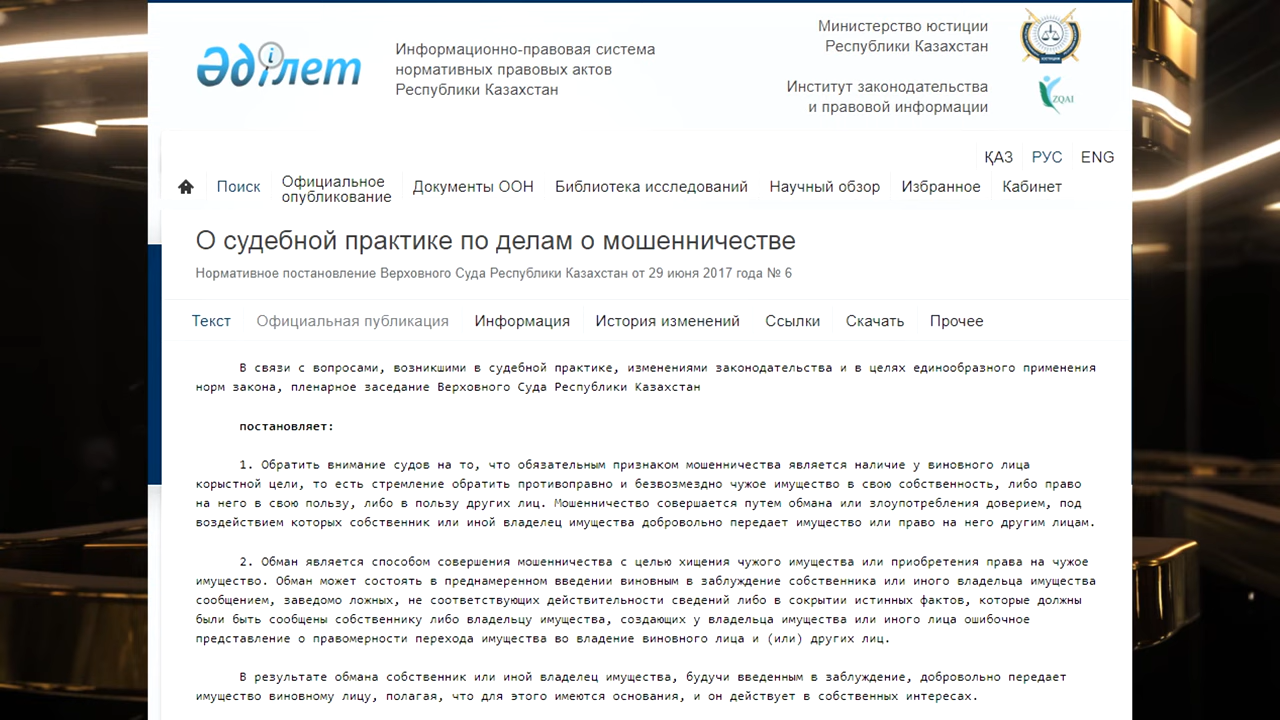 Әділет
Информационно-правовая система
нормативных правовых актов
Республики Казахстан
Министерство юстиции
Республики Казахстан
Институт законодательства
и правовой информации
ZQAI
ҚАЗ РУС ENG
Поиск Официальное опубликование Документы ООН Библиотека исследований Научный обзор Избранное Кабинет
О судебной практике по делам о мошенничестве
Нормативное постановление Верховного Суда Республики Казахстан от 29 июня 2017 года № 6
Текст Официальная публикация Информация История изменений Ссылки Скачать Прочее
В связи с вопросами, возникшими в судебной практике, изменениями законодательства и в целях единообразного применения
норм закона, пленарное заседание Верховного Суда Республики Казахстан
постановляет:
1. Обратить внимание судов на то, что обязательным признаком мошенничества является наличие у виновного лица
корыстной цели, то есть стремление обратить противоправно и безвозмездно чужое имущество в свою собственность, либо право
на него в свою пользу, либо в пользу других лиц. Мошенничество совершается путем обмана или злоупотребления доверием, под
воздействием которых собственник или иной владелец имущества добровольно передает имущество или право на него другим лицам.
2. Обман является способом совершения мошенничества с целью хищения чужого имущества или приобретения права на чужое
имущество. Обман может состоять в преднамеренном введении виновным в заблуждение собственника или иного владельца имущества
сообщением, заведомо ложных, не соответствующих действительности сведений либо в сокрытии истинных фактов, которые должны
были быть сообщены собственнику либо владельцу имущества, создающих у владельца имущества или иного лица ошибочное
представление о правомерности перехода имущества во владение виновного лица и (или) других лиц.
В результате обмана собственник или иной владелец имущества, будучи введенным в заблуждение, добровольно передает
имущество виновному лицу, полагая, что для этого имеются основания, и он действует в собственных интересах.